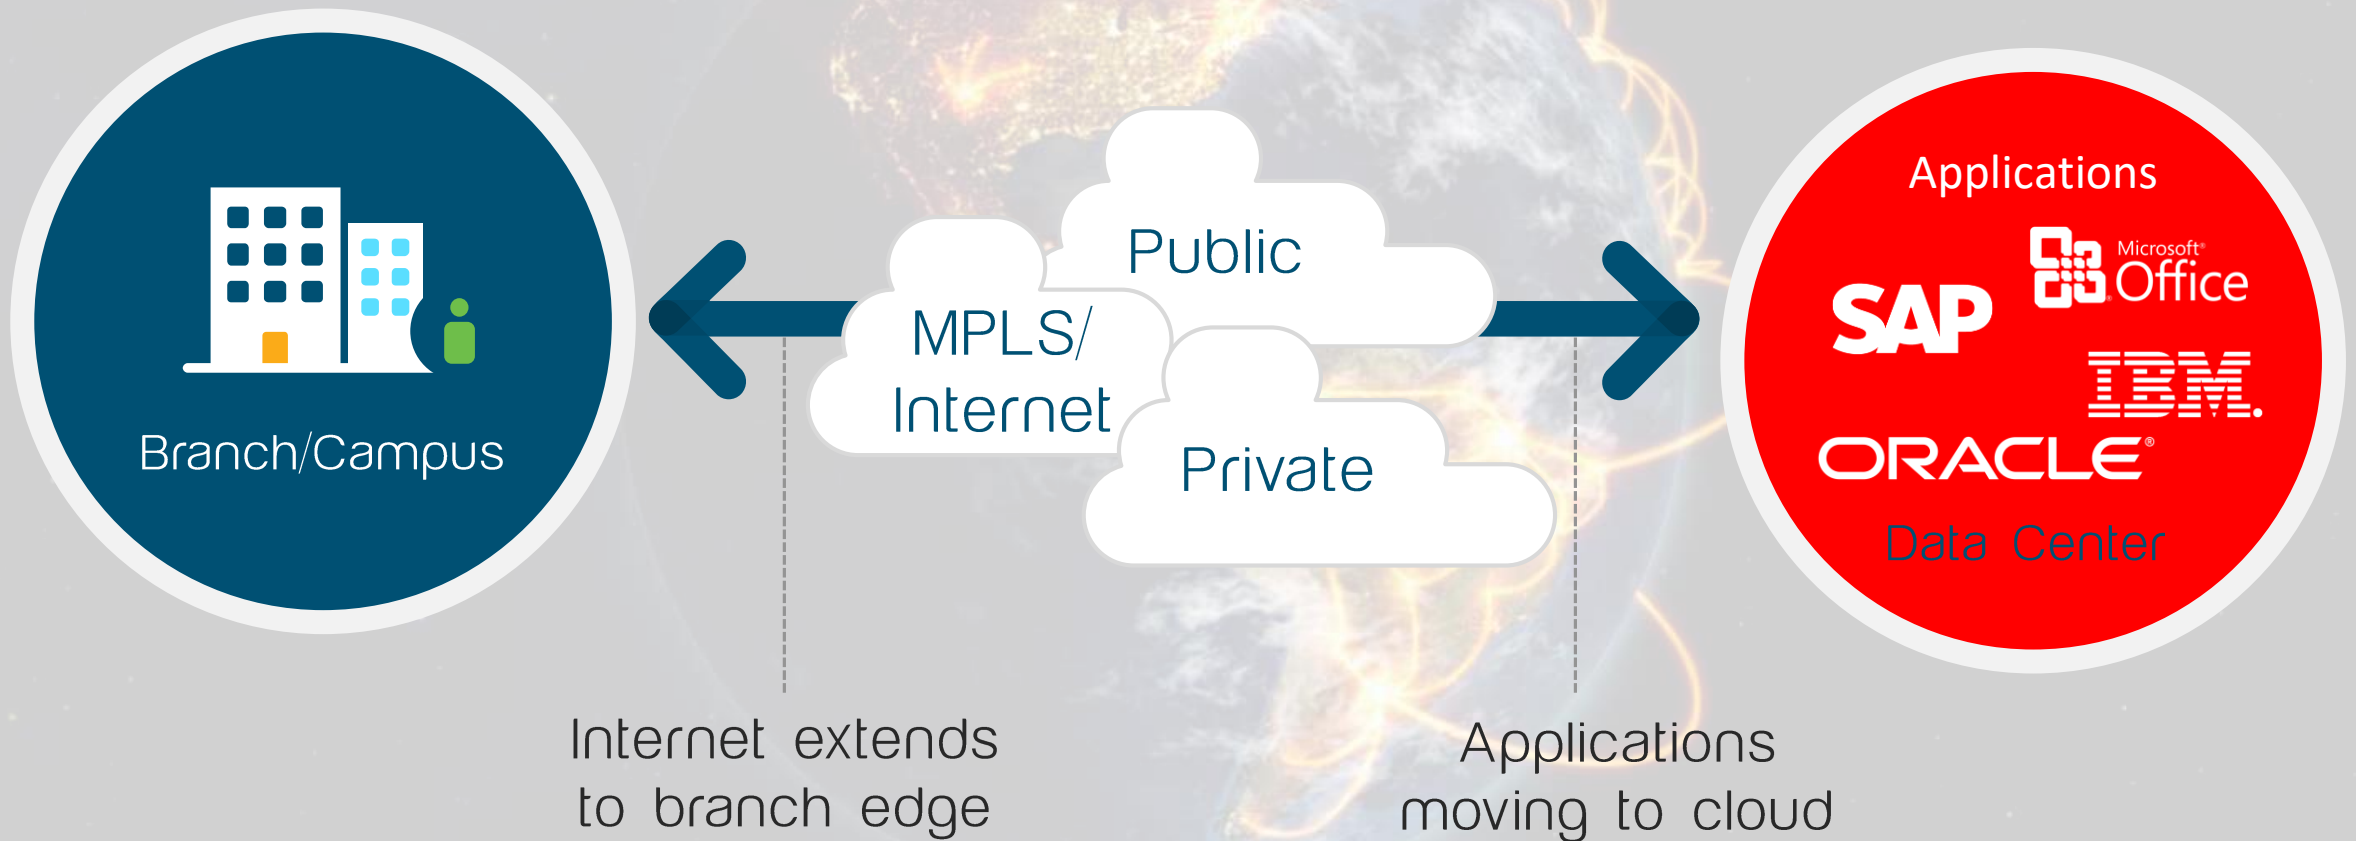 Branch/Campus
Public
MPLS/
Internet
Private
Applications
Microsoft®
Office
SAP
IBM.
ORACLE®
Data Center
Internet extends
to branch edge
Applications
moving to cloud